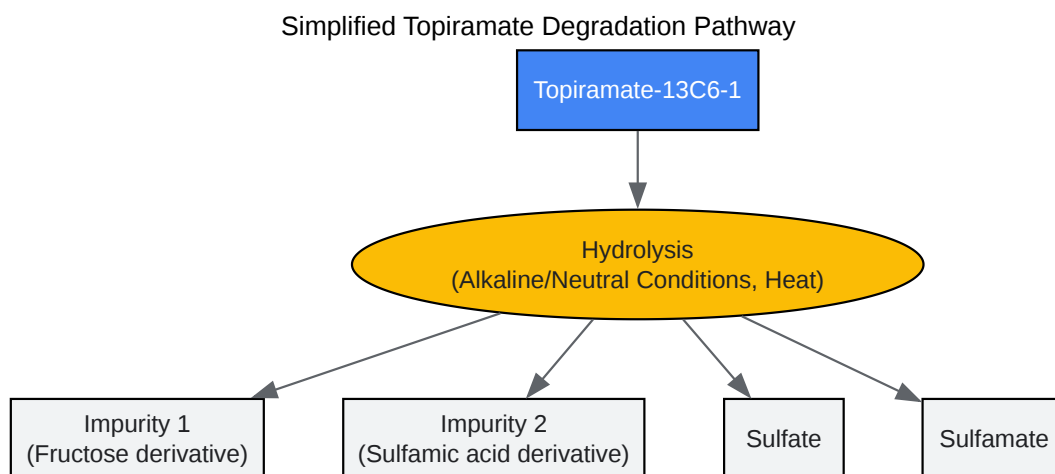 Simplified Topiramate Degradation Pathway
Topiramate-13C6-1
Hydrolysis
(Alkaline/Neutral Conditions, Heat)
Impurity 1
(Fructose derivative)
Impurity 2
(Sulfamic acid derivative)
Sulfate
Sulfamate